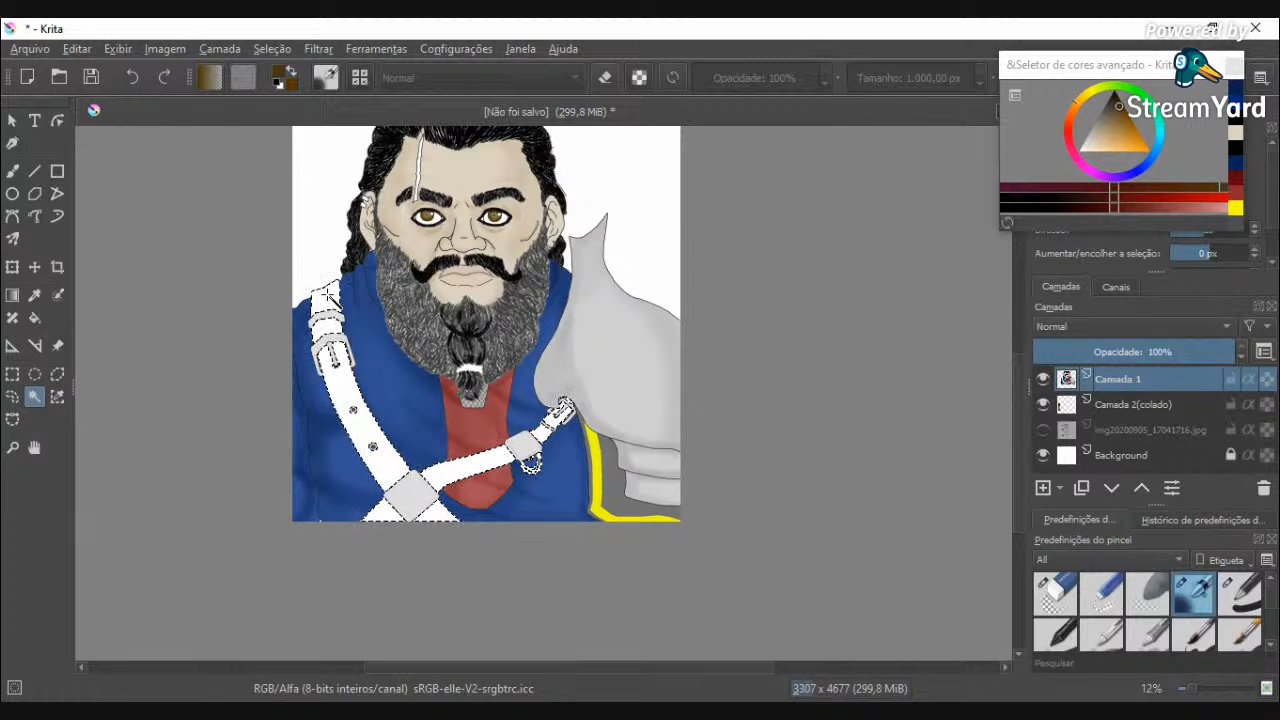 * - Krita
Powered by
Arquivo Editar Exibir Imagem Camada Seleção Filtrar Ferramentas Configurações Janela Ajuda
&Seletor de cores avançado - Krit
StreamYard
Normal
Opacidade: 100%
Tamanho: 1.000,00 px
[Não foi salvo] (299,8 MiB) *
Aumentar/encolher a seleção 0 px
Camadas Canais
Camadas
Normal
Opacidade: 100%
Camada 1
Camada 2(colado)
img20200905_17041716.jpg
Background
Predefinições d... Histórico de predefinições d...
Predefinições do pincel
All Etiqueta
Pesquisar
RGB/Alfa (8-bits inteiros/canal) sRGB-elle-V2-srgbtrc.icc
3307 x 4677 (299,8 MiB)
12%